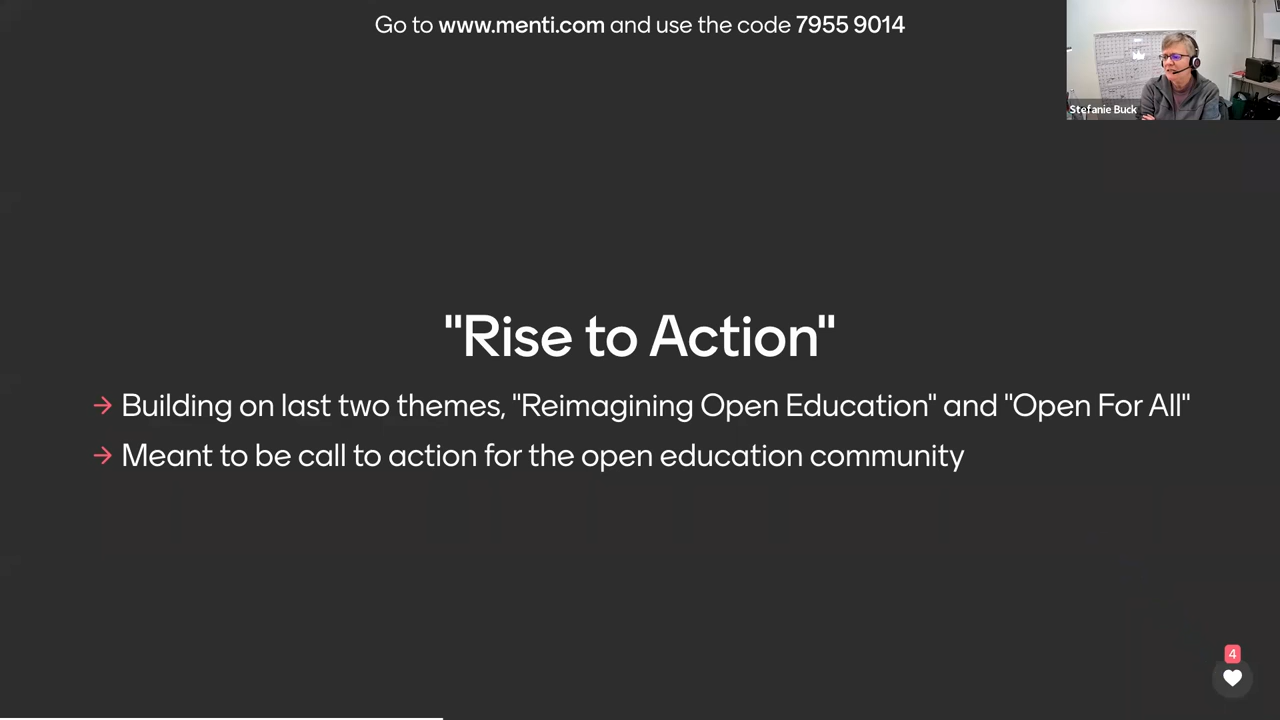 Go to www.menti.com and use the code 7955 9014
Stefanie Buck
"Rise to Action"
→ Building on last two themes, "Reimagining Open Education" and "Open For All"
→ Meant to be call to action for the open education community
4